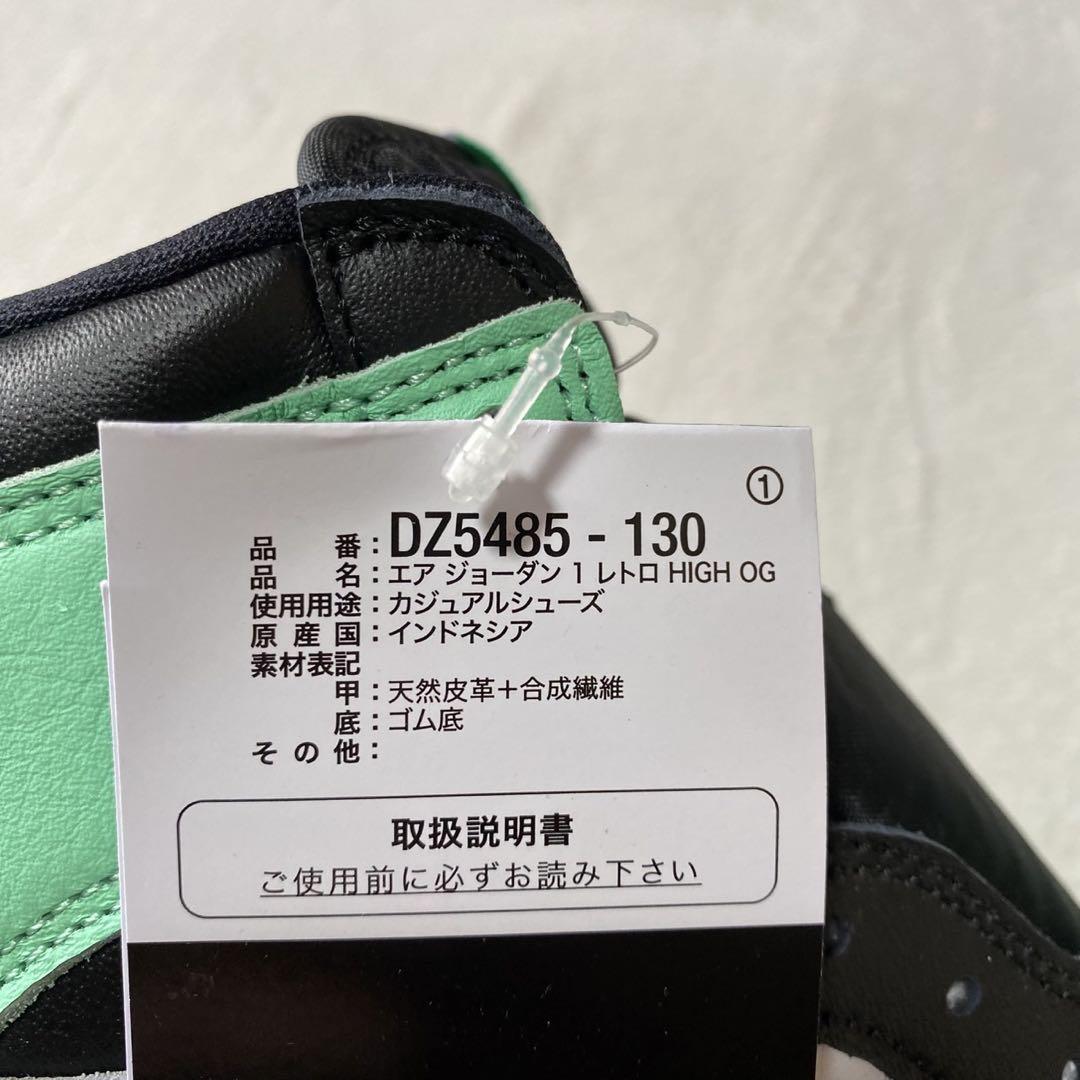 ①
品番:DZ5485 - 130
品名:エア ジョーダン 1 レトロ HIGH OG
使用用途:カジュアルシューズ
原産国:インドネシア
素材表記
甲:天然皮革+合成繊維
底:ゴム底
その他:
取扱説明書
ご使用前に必ずお読み下さい